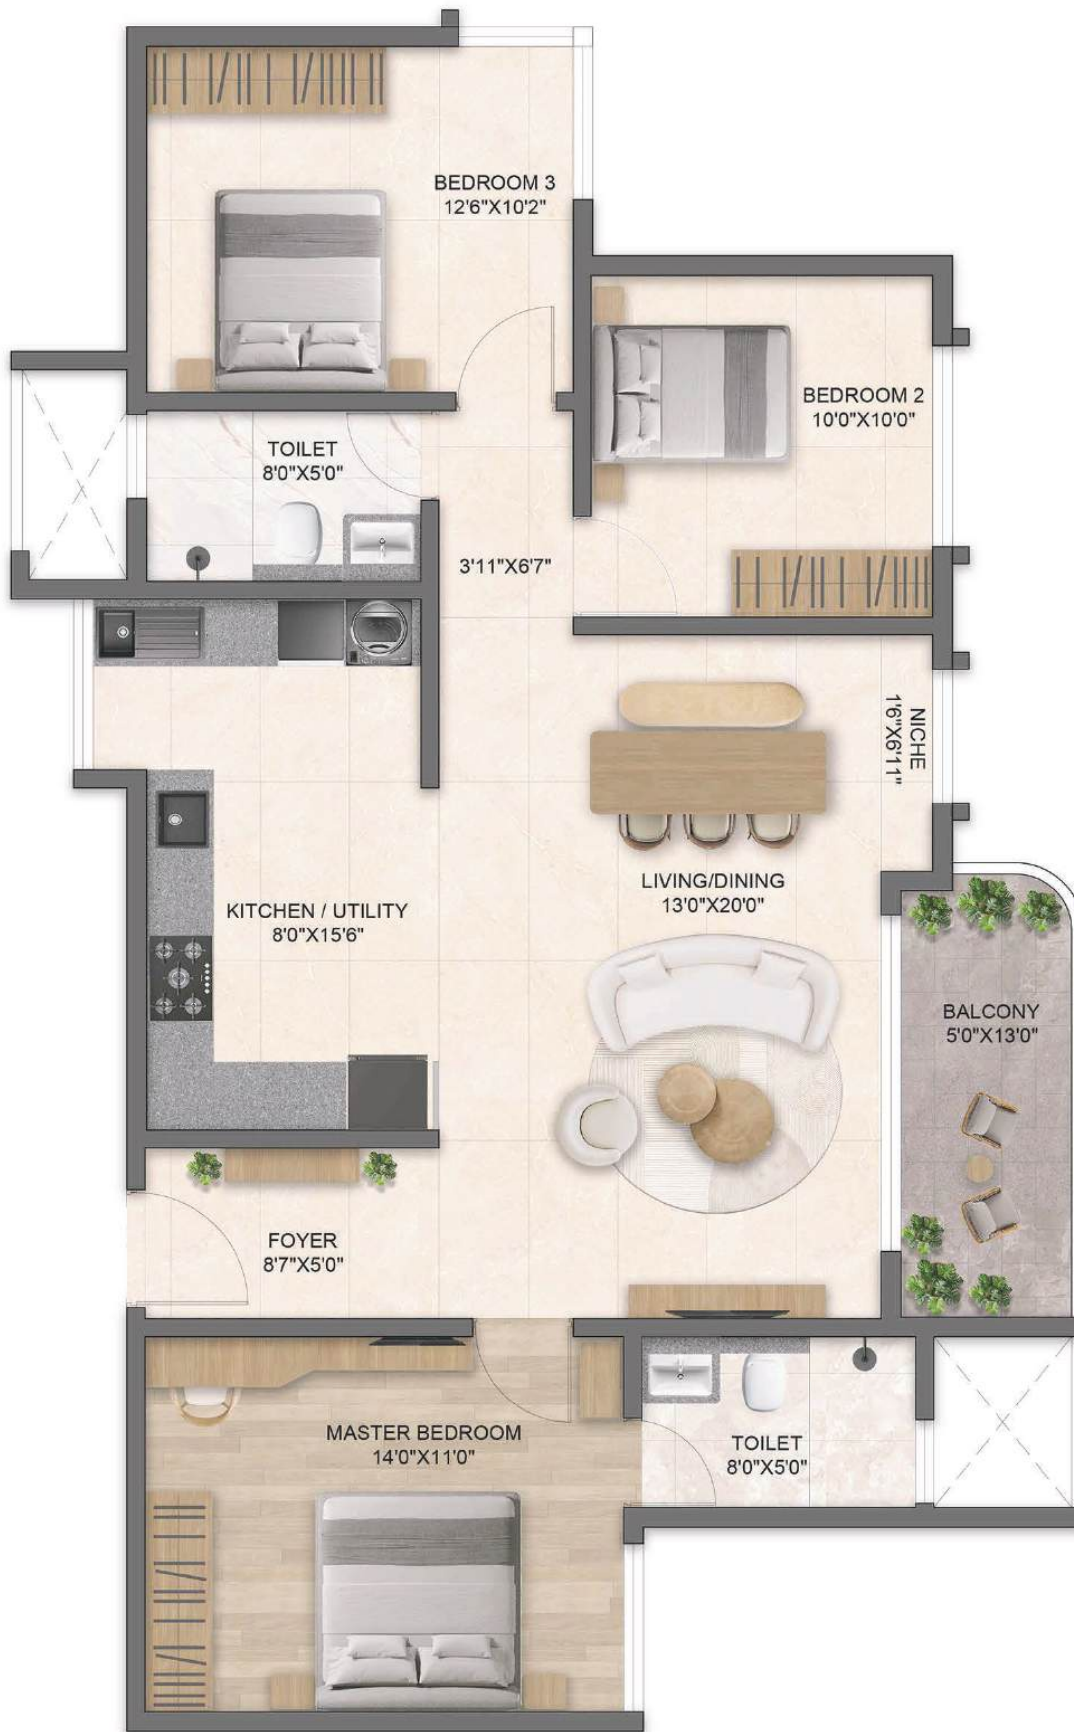 BEDROOM 3
12'6"X10'2"
BEDROOM 2
10'0"X10'0"
TOILET
8'0"X5'0"
3'11"X6'7"
NICHE
1'6"X6'11"
LIVING/DINING
13'0"X20'0"
KITCHEN / UTILITY
8'0"X15'6"
BALCONY
5'0"X13'0"
FOYER
8'7"X5'0"
MASTER BEDROOM
14'0"X11'0"
TOILET
8'0"X5'0"